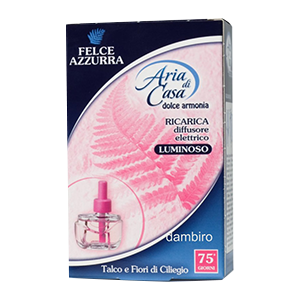 FELCE
AZZURRA
Aria di
Casa
dolce armonia
RICARICA
diffusore
elettrico
LUMINOSO
dambiro
75*
GIORNI
Talco e Fiori di Ciliegio